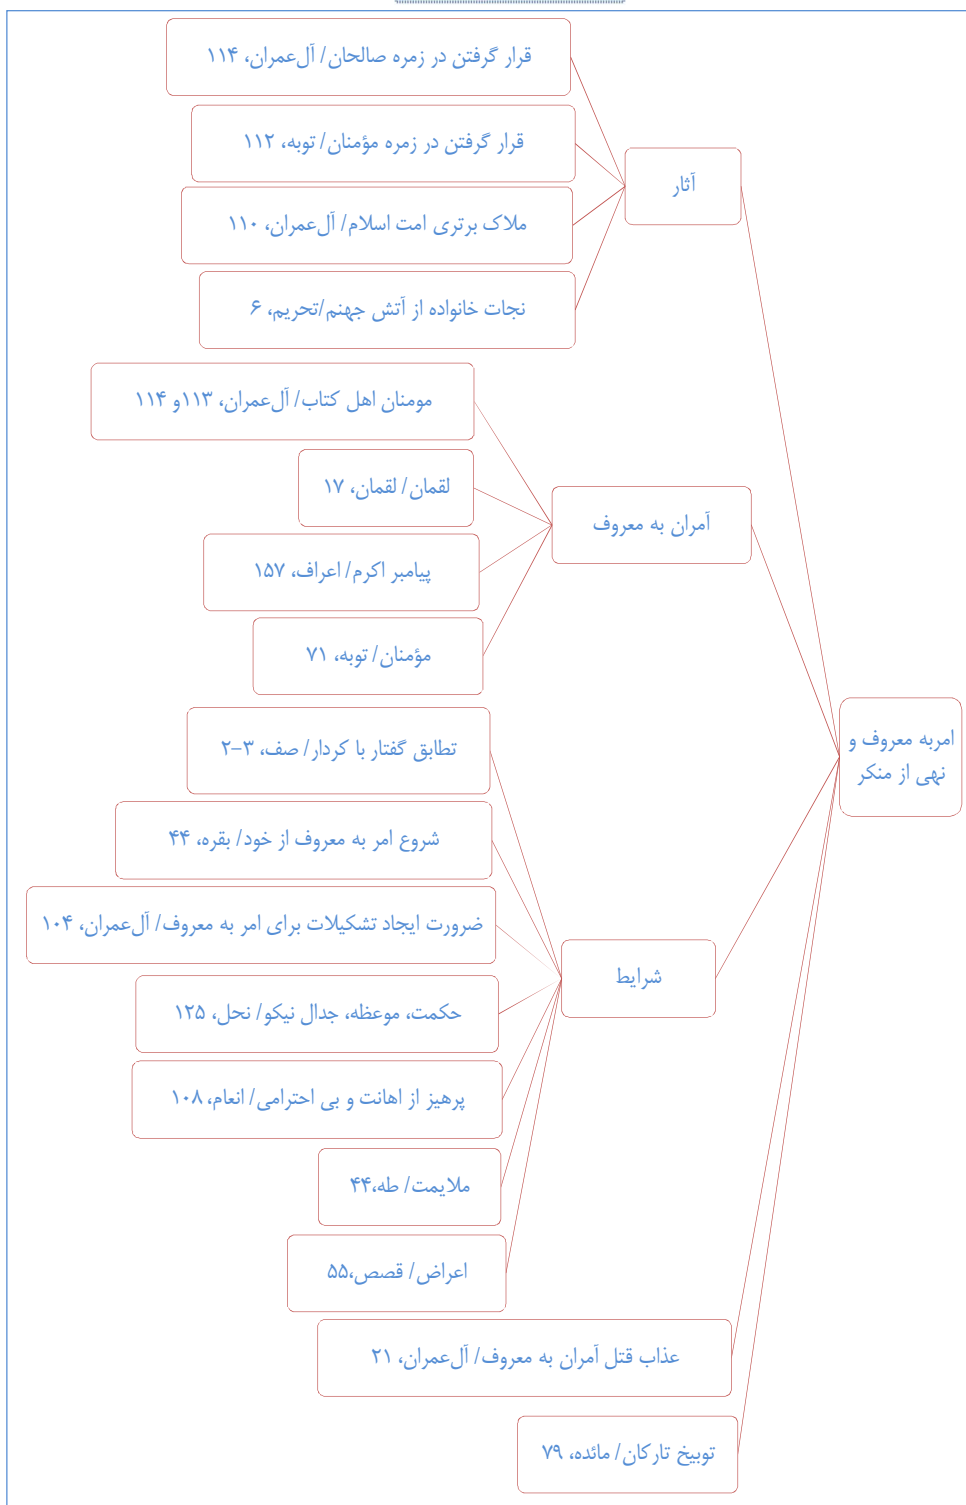 امربه معروف و
نهی از منکر
آثار
قرار گرفتن در زمره صالحان/ آل‌عمران، ۱۱۴
قرار گرفتن در زمره مؤمنان/ توبه، ۱۱۲
ملاک برتری امت اسلام/ آل‌عمران، ۱۱۰
نجات خانواده از آتش جهنم/تحریم، ۶
آمران به معروف
مومنان اهل کتاب/ آل‌عمران، ۱۱۳و ۱۱۴
لقمان/ لقمان، ۱۷
پیامبر اکرم/ اعراف، ۱۵۷
مؤمنان/ توبه، ۷۱
شرایط
تطابق گفتار با کردار/ صف، ۳-۲
شروع امر به معروف از خود/ بقره، ۴۴
ضرورت ایجاد تشکیلات برای امر به معروف/ آل‌عمران، ۱۰۴
حکمت، موعظه، جدال نیکو/ نحل، ۱۲۵
پرهیز از اهانت و بی احترامی/ انعام، ۱۰۸
ملایمت/ طه،۴۴
اعراض/ قصص،۵۵
عذاب قتل آمران به معروف/ آل‌عمران، ۲۱
توبیخ تارکان/ مائده، ۷۹